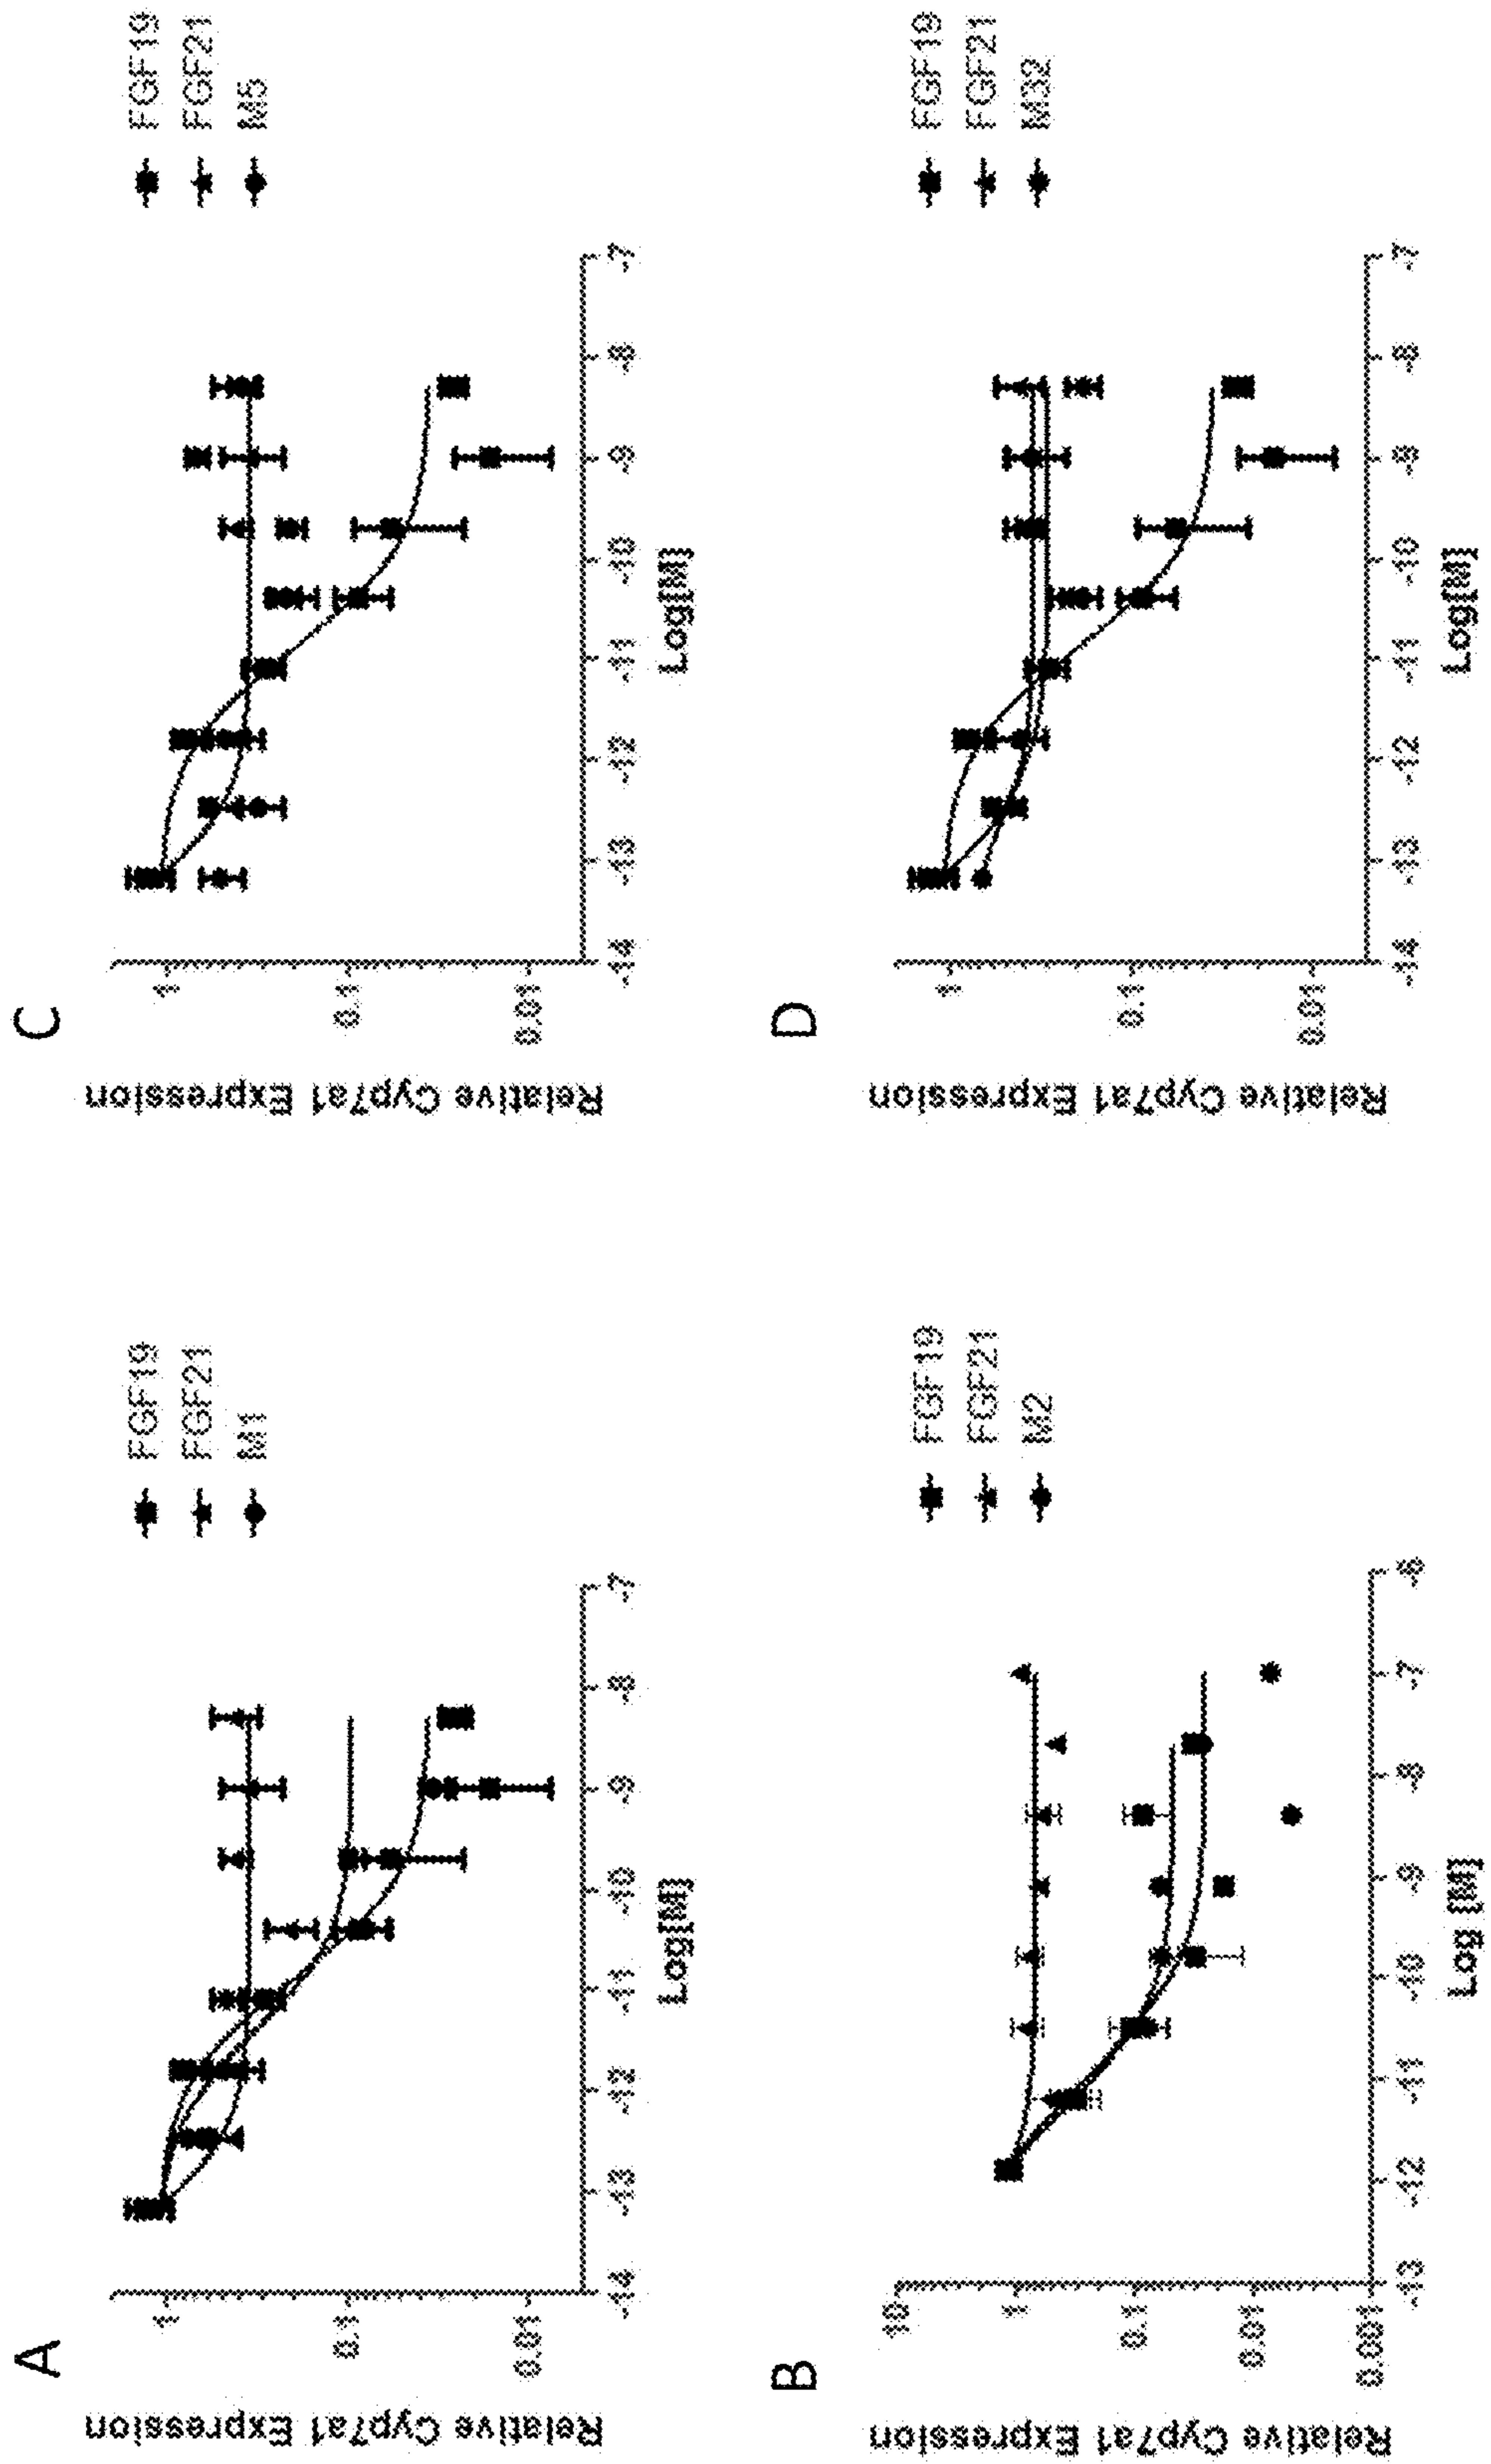 A
Relative Cyp7a1 Expression
1
0.1
0.01
-14
-13
-12
-11
-10
-9
-8
-7
Log[M]
FGF19
FGF21
M1
B
Relative Cyp7a1 Expression
10
1
0.1
0.01
0.001
-13
-12
-11
-10
-9
-8
-7
-6
Log [M]
FGF19
FGF21
M2
C
Relative Cyp7a1 Expression
1
0.1
0.01
-14
-13
-12
-11
-10
-9
-8
-7
Log[M]
FGF19
FGF21
M5
D
Relative Cyp7a1 Expression
1
0.1
0.01
-14
-13
-12
-11
-10
-9
-8
-7
Log[M]
FGF19
FGF21
M32